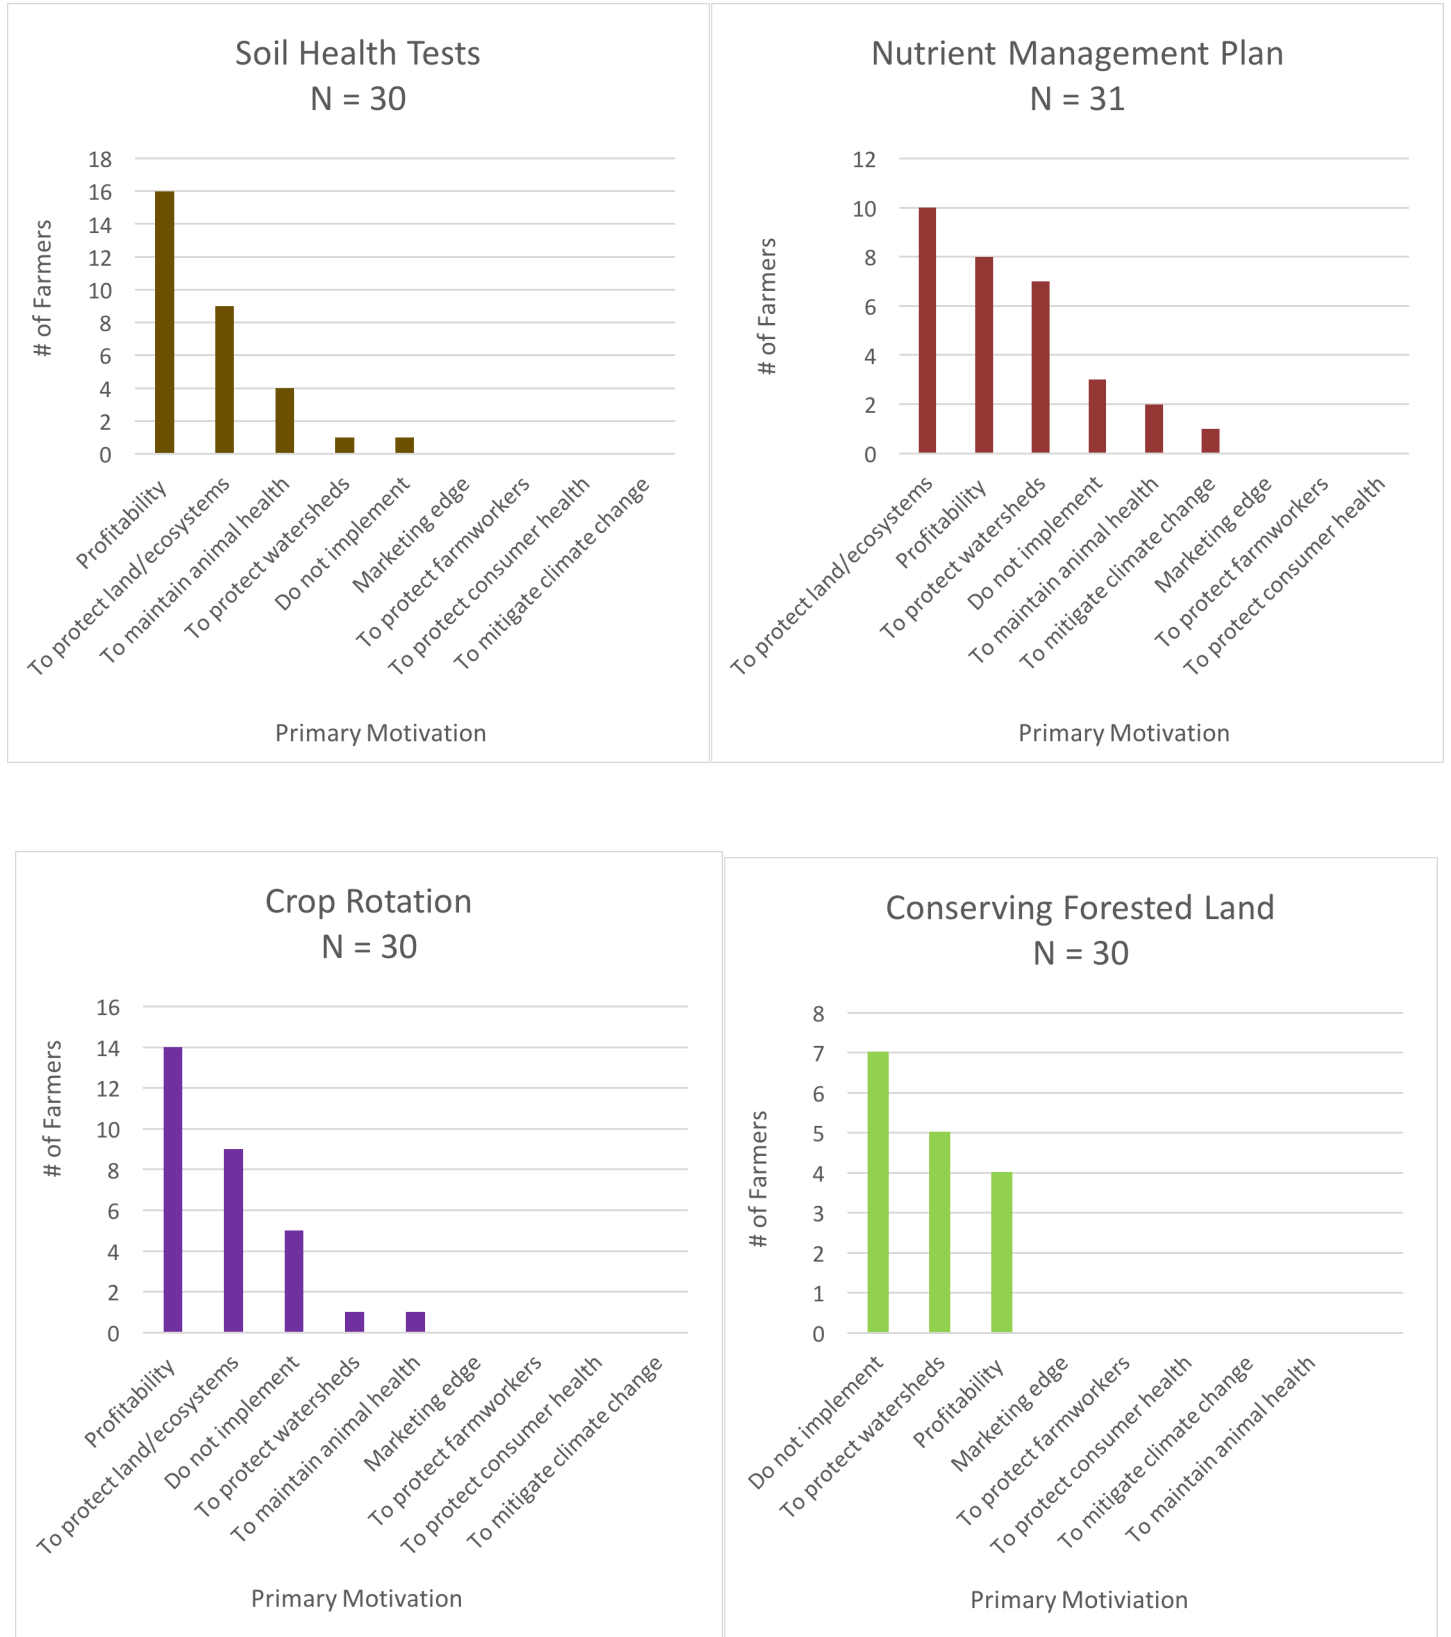 Soil Health Tests
N = 30
18
16
14
12
10
8
6
4
2
0
# of Farmers
Profitability
To protect land/ecosystems
To maintain animal health
To protect watersheds
Do not implement
Marketing edge
To protect farmworkers
To protect consumer health
To mitigate climate change
Primary Motivation
Nutrient Management Plan
N = 31
12
10
8
6
4
2
0
# of Farmers
To protect land/ecosystems
Profitability
To protect watersheds
Do not implement
To maintain animal health
To mitigate climate change
Marketing edge
To protect farmworkers
To protect consumer health
Primary Motivation
Crop Rotation
N = 30
16
14
12
10
8
6
4
2
0
# of Farmers
Profitability
To protect land/ecosystems
Do not implement
To protect watersheds
To maintain animal health
Marketing edge
To protect farmworkers
To protect consumer health
To mitigate climate change
Primary Motivation
Conserving Forested Land
N = 30
8
7
6
5
4
3
2
1
0
# of Farmers
Do not implement
To protect watersheds
Profitability
Marketing edge
To protect farmworkers
To protect consumer health
To mitigate climate change
To maintain animal health
Primary Motiviation